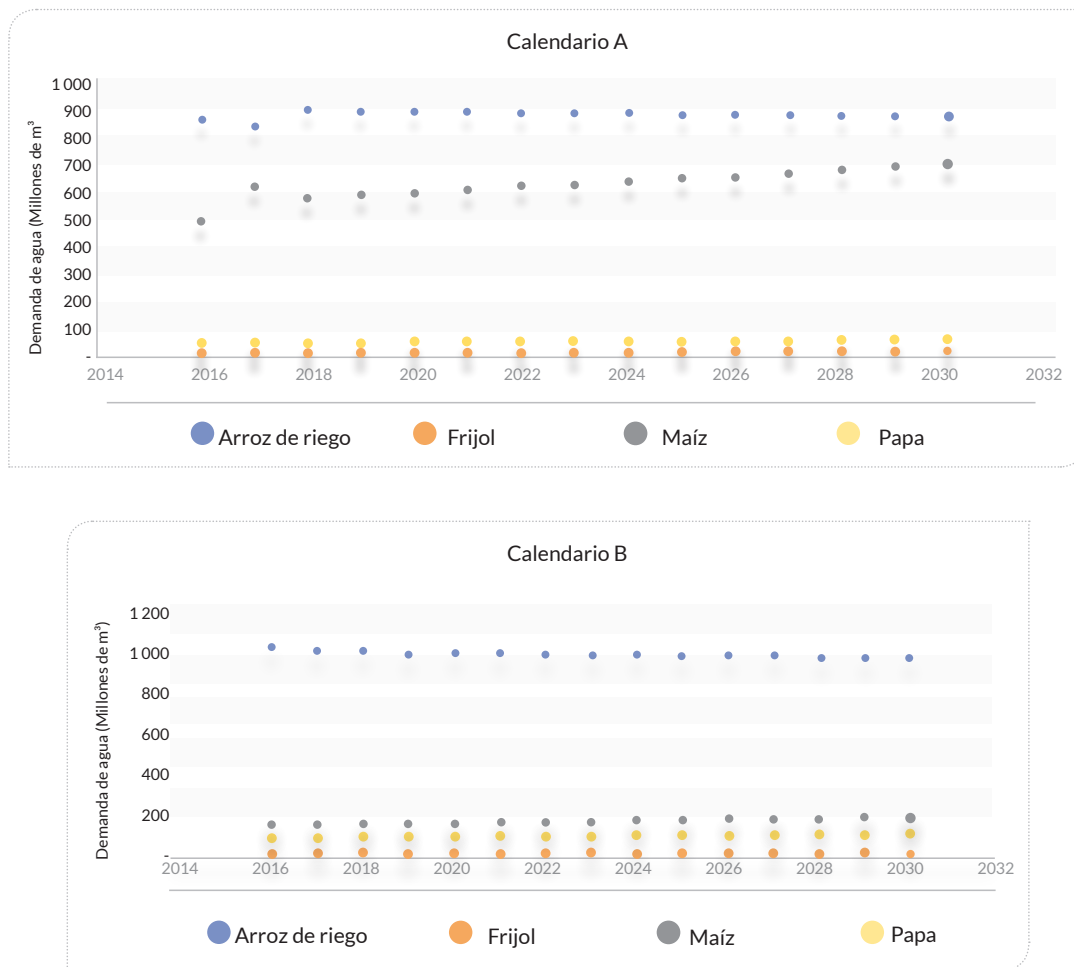 Calendario A
Demanda de agua (Millones de m³
1 000
900
800
700
600
500
400
300
200
100
-
2014 2016 2018 2020 2022 2024 2026 2028 2030 2032
Arroz de riego Frijol Maíz Papa
Calendario B
Demanda de agua (Millones de m³)
1 200
1 000
800
600
400
200
-
2014 2016 2018 2020 2022 2024 2026 2028 2030 2032
Arroz de riego Frijol Maíz Papa